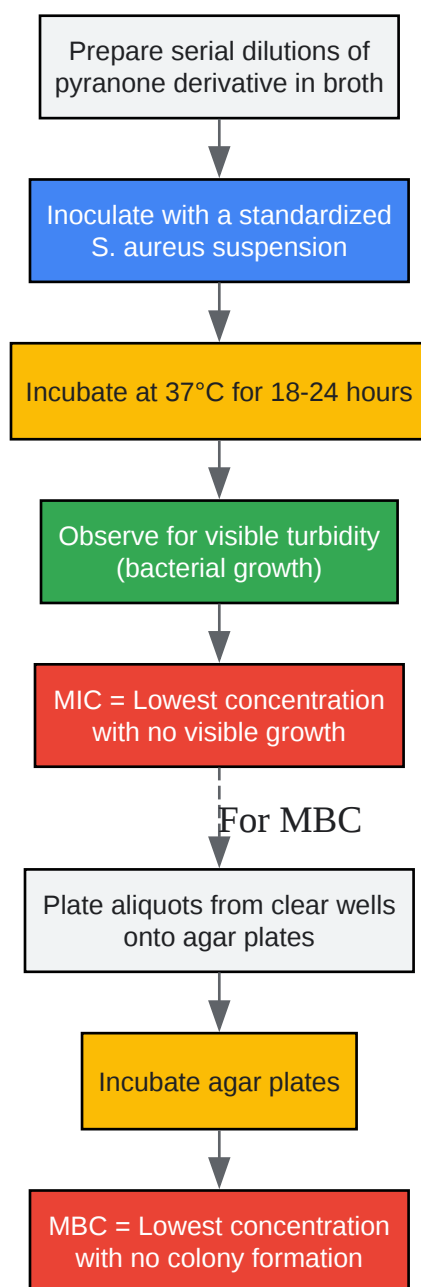 Prepare serial dilutions of
pyranone derivative in broth
Inoculate with a standardized
S. aureus suspension
Incubate at 37°C for 18-24 hours
Observe for visible turbidity
(bacterial growth)
MIC = Lowest concentration
with no visible growth
For MBC
Plate aliquots from clear wells
onto agar plates
Incubate agar plates
MBC = Lowest concentration
with no colony formation